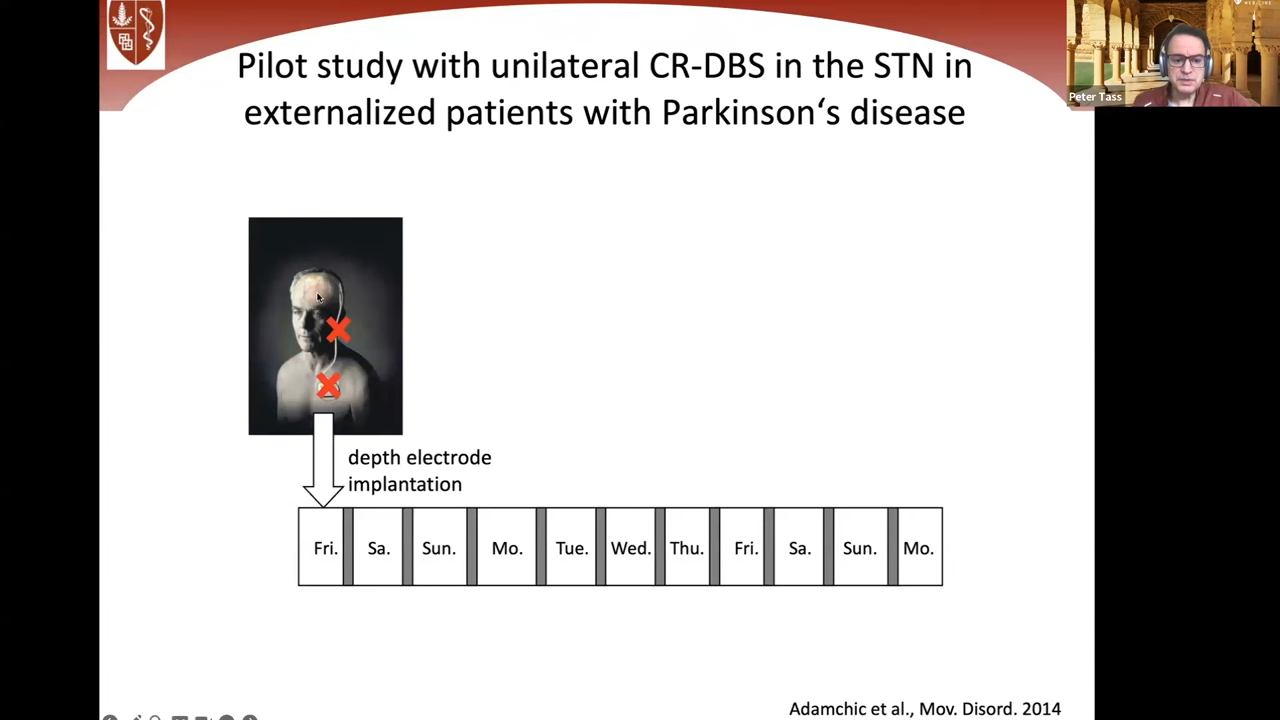 Pilot study with unilateral CR-DBS in the STN in
externalized patients with Parkinson‘s disease
Peter Tass
depth electrode
implantation
Fri. Sa. Sun. Mo. Tue. Wed. Thu. Fri. Sa. Sun. Mo.
Adamchic et al., Mov. Disord. 2014